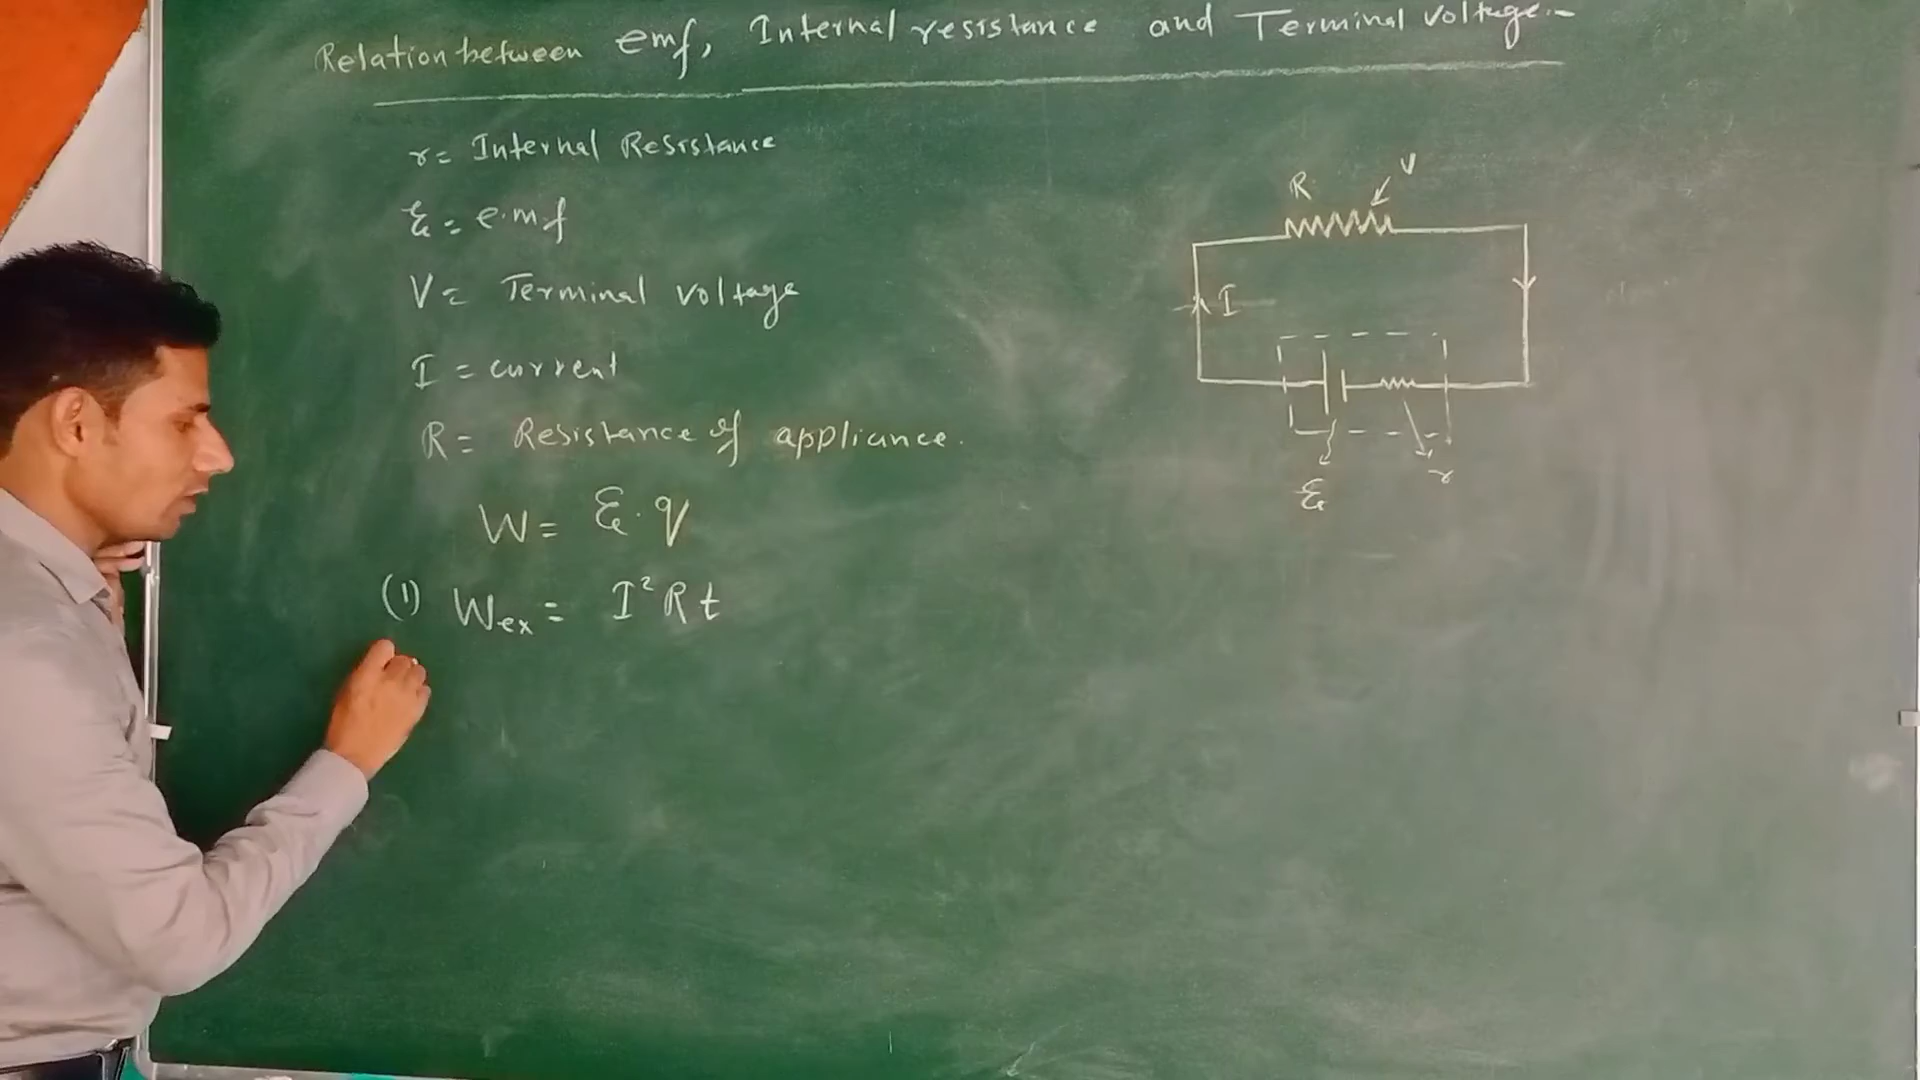 Relation between emf, Internal resistance and Terminal voltage:-
r = Internal Resistance
ℰ = e.m.f
V = Terminal voltage
I = current
R = Resistance of appliance.
W = ℰ.q
(1) Wex = I²Rt
R
V
I
ℰ
r